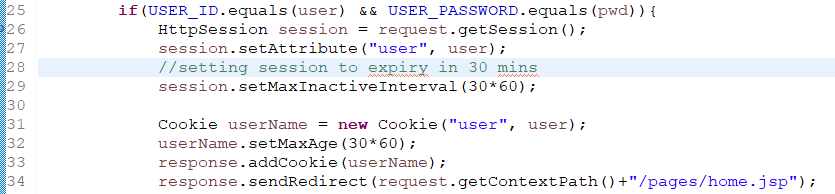 25 if(USER_ID.equals(user) && USER_PASSWORD.equals(pwd)){
26 HttpSession session = request.getSession();
27 session.setAttribute("user", user);
28 //setting session to expiry in 30 mins
29 session.setMaxInactiveInterval(30*60);
30
31 Cookie userName = new Cookie("user", user);
32 userName.setMaxAge(30*60);
33 response.addCookie(userName);
34 response.sendRedirect(request.getContextPath()+"/pages/home.jsp");